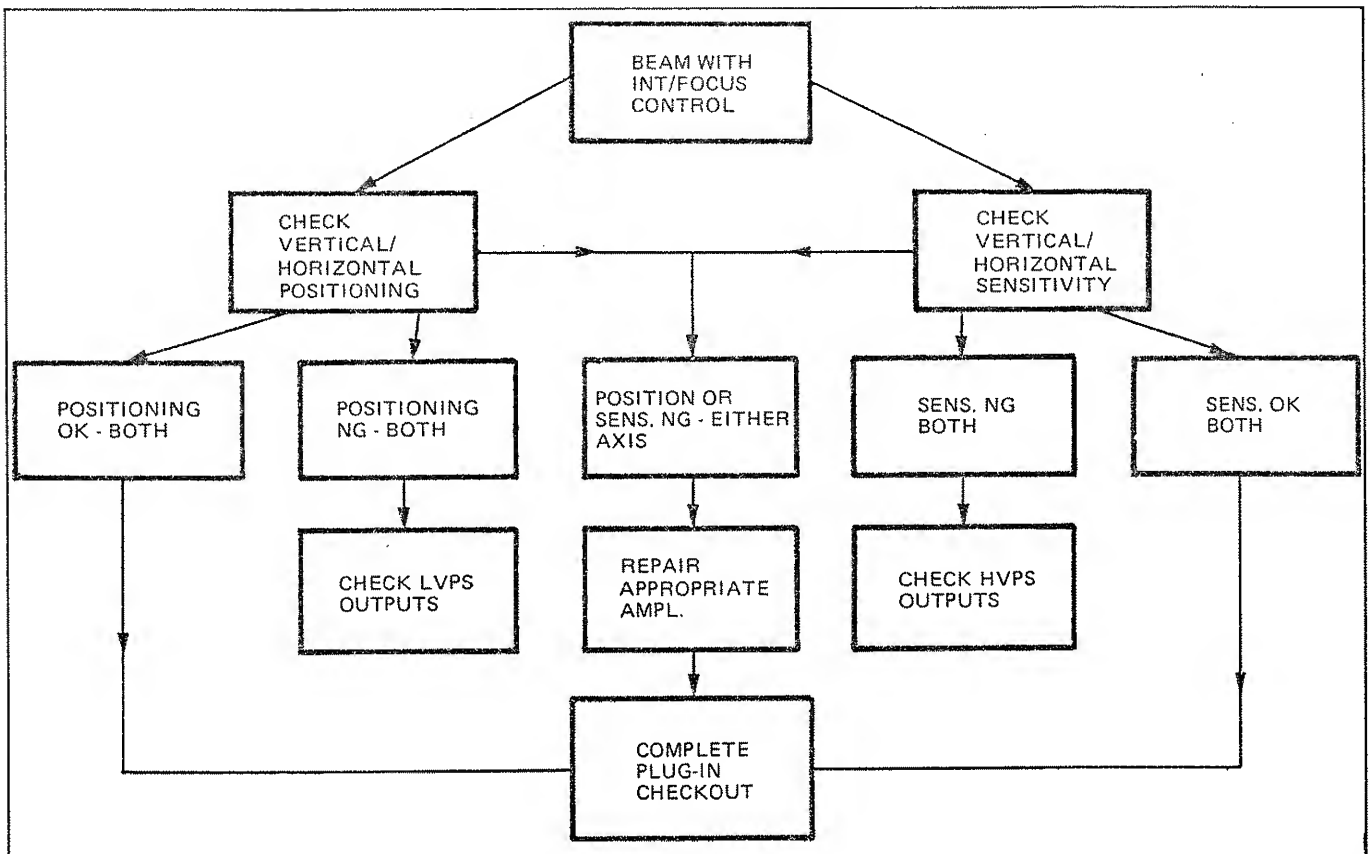 BEAM WITH
INT/FOCUS
CONTROL
CHECK
VERTICAL/
HORIZONTAL
POSITIONING
CHECK
VERTICAL/
HORIZONTAL
SENSITIVITY
POSITIONING
OK - BOTH
POSITIONING
NG - BOTH
POSITION OR
SENS. NG - EITHER
AXIS
SENS. NG
BOTH
SENS. OK
BOTH
CHECK LVPS
OUTPUTS
REPAIR
APPROPRIATE
AMPL.
CHECK HVPS
OUTPUTS
COMPLETE
PLUG-IN
CHECKOUT